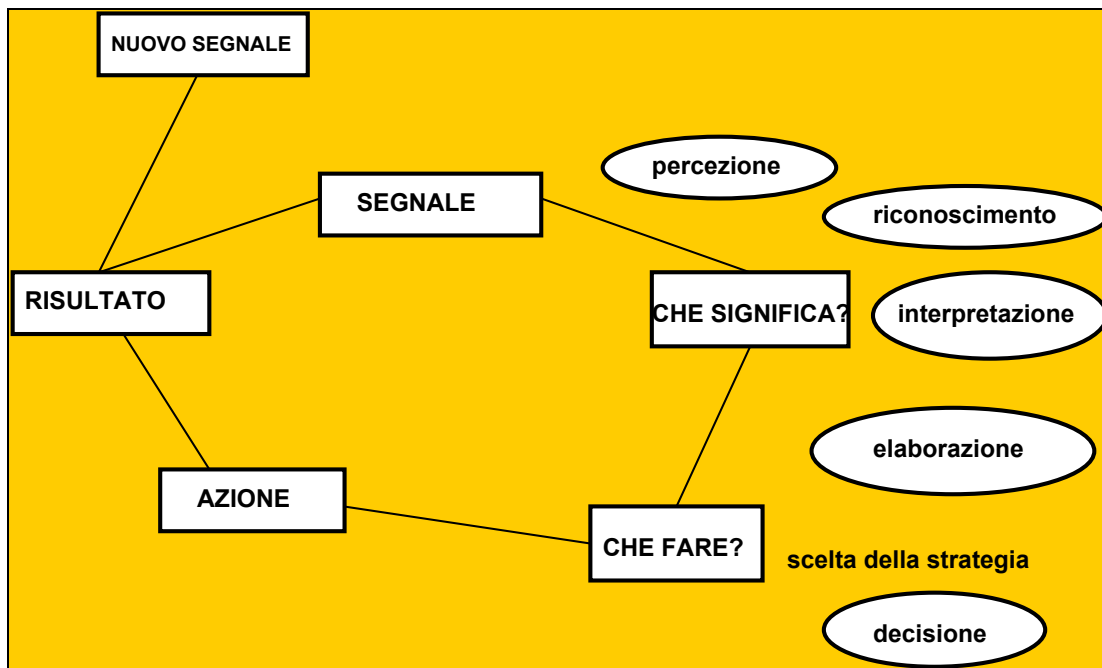 NUOVO SEGNALE
percezione
SEGNALE
riconoscimento
RISULTATO
CHE SIGNIFICA?
interpretazione
elaborazione
AZIONE
CHE FARE?
scelta della strategia
decisione